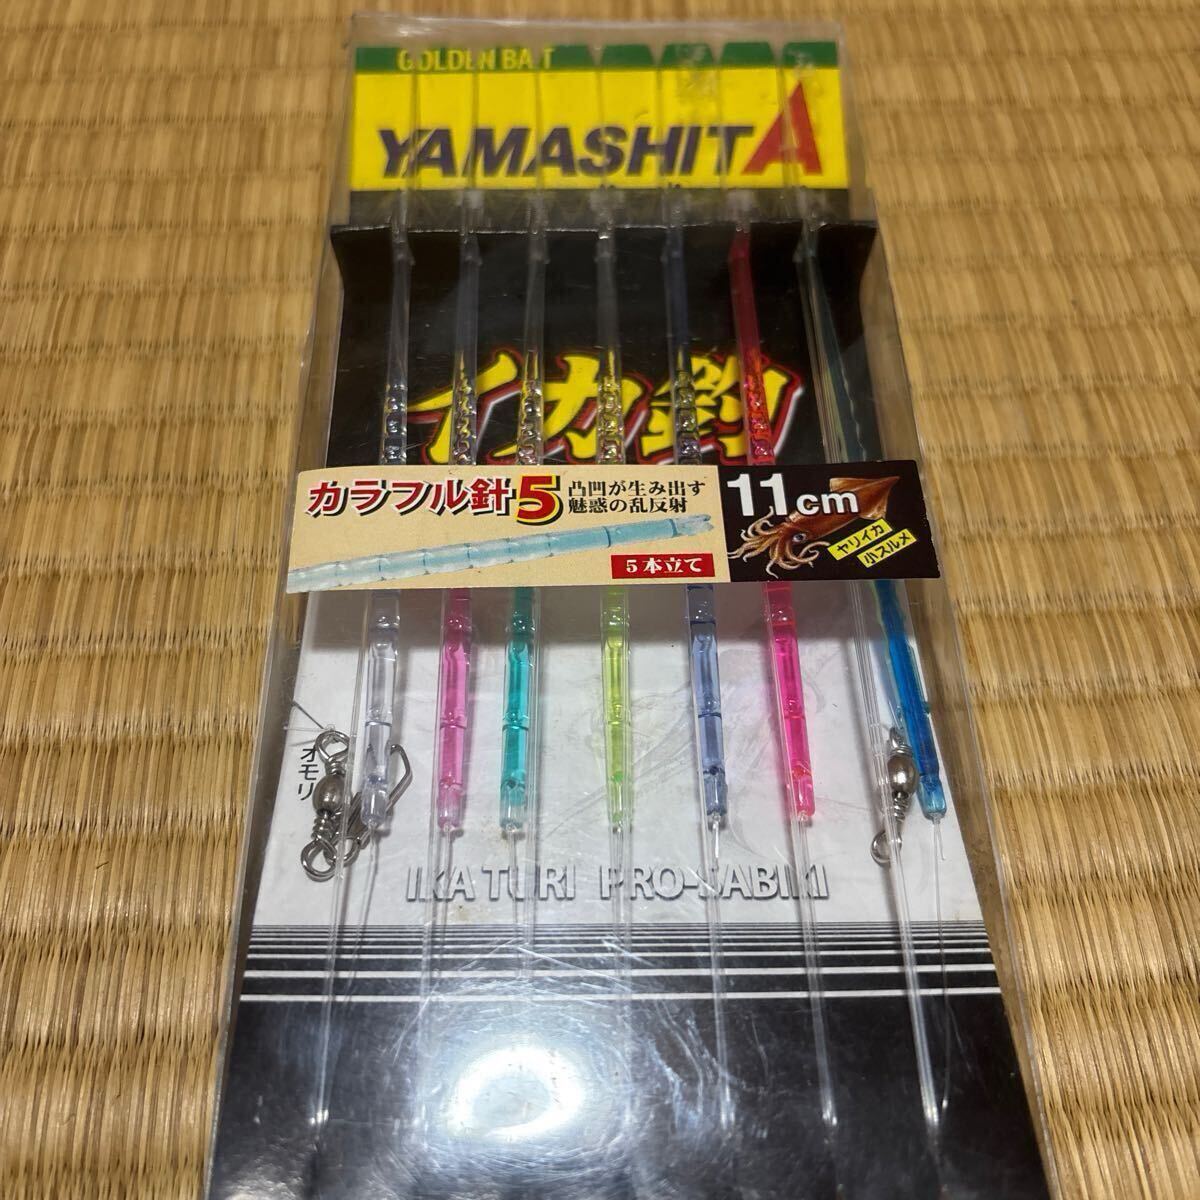 GOLDEN BAIT
YAMASHITA
イカ釣
カラフル針5
凸凹が生み出す
魅惑の乱反射
5本立て
11cm
ヤリイカ
小スルメ
オモリ
IKA TURI PRO-SABIKI